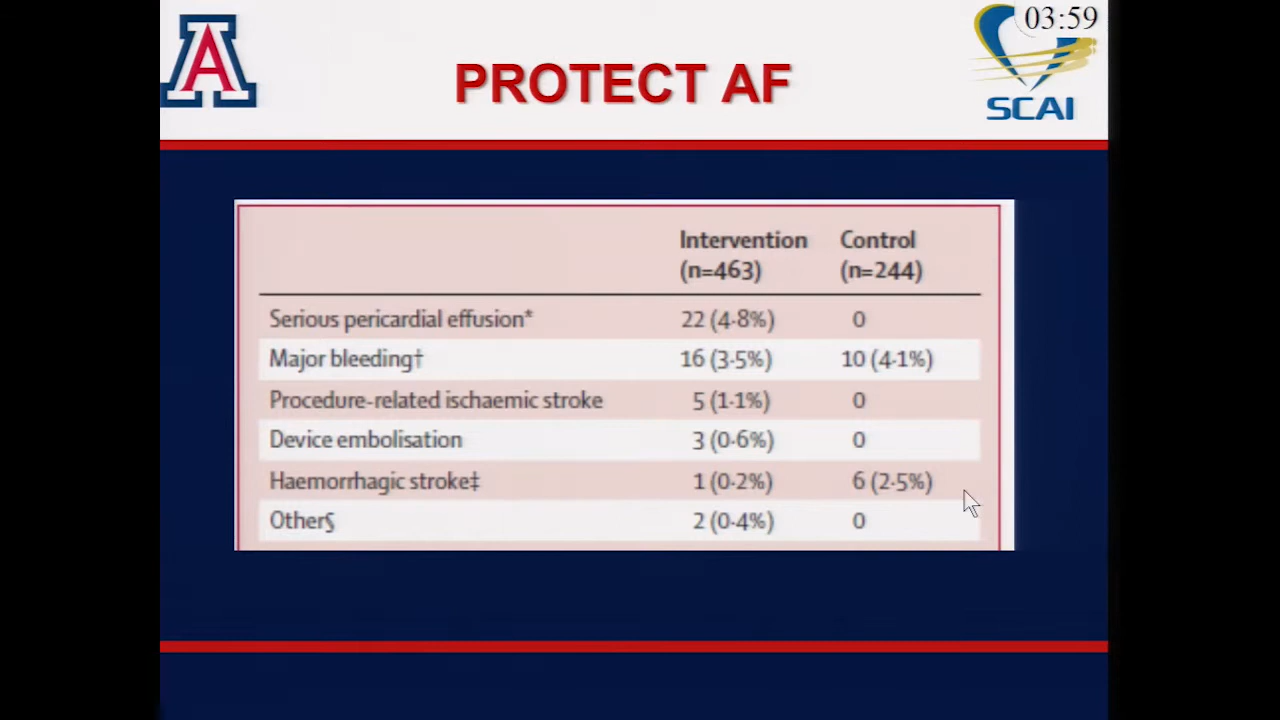 A
03:59
SCAI
PROTECT AF
Intervention Control
(n=463) (n=244)
Serious pericardial effusion* 22 (4·8%) 0
Major bleeding† 16 (3·5%) 10 (4·1%)
Procedure-related ischaemic stroke 5 (1·1%) 0
Device embolisation 3 (0·6%) 0
Haemorrhagic stroke‡ 1 (0·2%) 6 (2·5%)
Other§ 2 (0·4%) 0